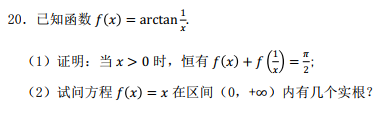 20．已知函数 f(x) = arctan 1/x.
（1）证明：当 x > 0 时，恒有 f(x) + f(1/x) = π/2;
（2）试问方程 f(x) = x 在区间（0，+∞）内有几个实根？